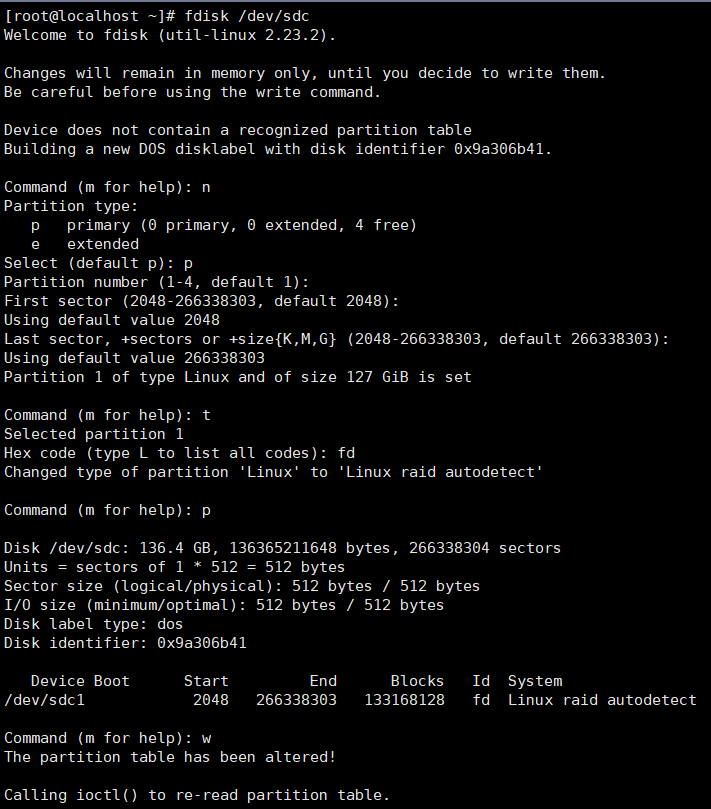 [root@localhost ~]# fdisk /dev/sdc
Welcome to fdisk (util-linux 2.23.2).
Changes will remain in memory only, until you decide to write them.
Be careful before using the write command.
Device does not contain a recognized partition table
Building a new DOS disklabel with disk identifier 0x9a306b41.
Command (m for help): n
Partition type:
   p   primary (0 primary, 0 extended, 4 free)
   e   extended
Select (default p): p
Partition number (1-4, default 1):
First sector (2048-266338303, default 2048):
Using default value 2048
Last sector, +sectors or +size{K,M,G} (2048-266338303, default 266338303):
Using default value 266338303
Partition 1 of type Linux and of size 127 GiB is set
Command (m for help): t
Selected partition 1
Hex code (type L to list all codes): fd
Changed type of partition 'Linux' to 'Linux raid autodetect'
Command (m for help): p
Disk /dev/sdc: 136.4 GB, 136365211648 bytes, 266338304 sectors
Units = sectors of 1 * 512 = 512 bytes
Sector size (logical/physical): 512 bytes / 512 bytes
I/O size (minimum/optimal): 512 bytes / 512 bytes
Disk label type: dos
Disk identifier: 0x9a306b41
   Device Boot      Start         End      Blocks   Id  System
/dev/sdc1            2048   266338303   133168128   fd  Linux raid autodetect
Command (m for help): w
The partition table has been altered!
Calling ioctl() to re-read partition table.